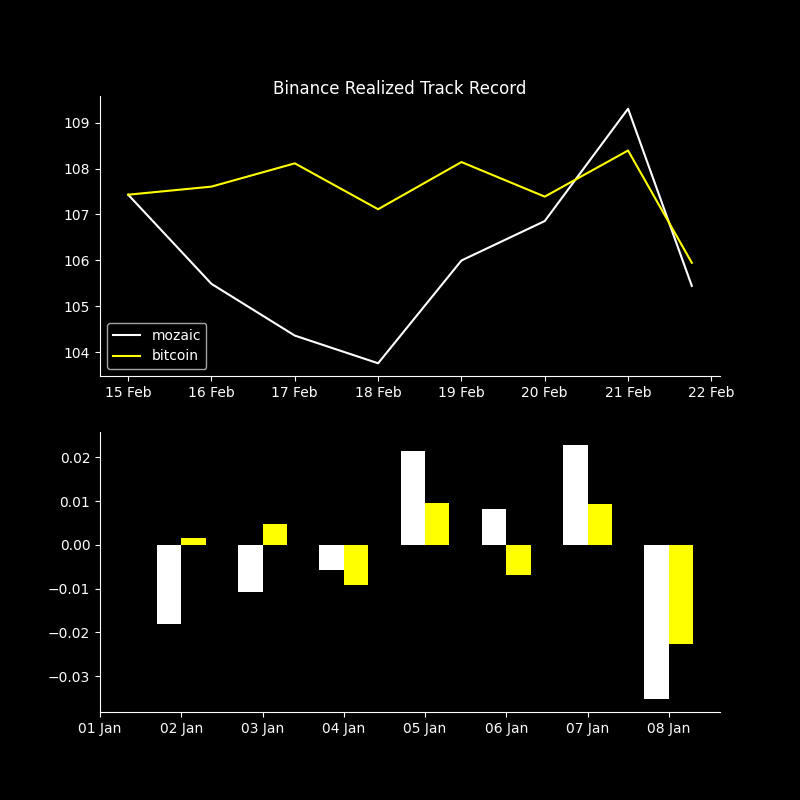 Binance Realized Track Record
109
108
107
106
105
104
mozaic
bitcoin
15 Feb 16 Feb 17 Feb 18 Feb 19 Feb 20 Feb 21 Feb 22 Feb
0.02
0.01
0.00
−0.01
−0.02
−0.03
01 Jan 02 Jan 03 Jan 04 Jan 05 Jan 06 Jan 07 Jan 08 Jan